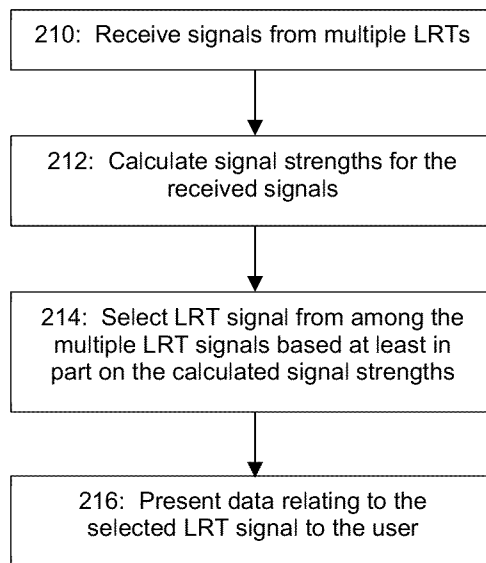 210: Receive signals from multiple LRTs
212: Calculate signal strengths for the
received signals
214: Select LRT signal from among the
multiple LRT signals based at least in
part on the calculated signal strengths
216: Present data relating to the
selected LRT signal to the user